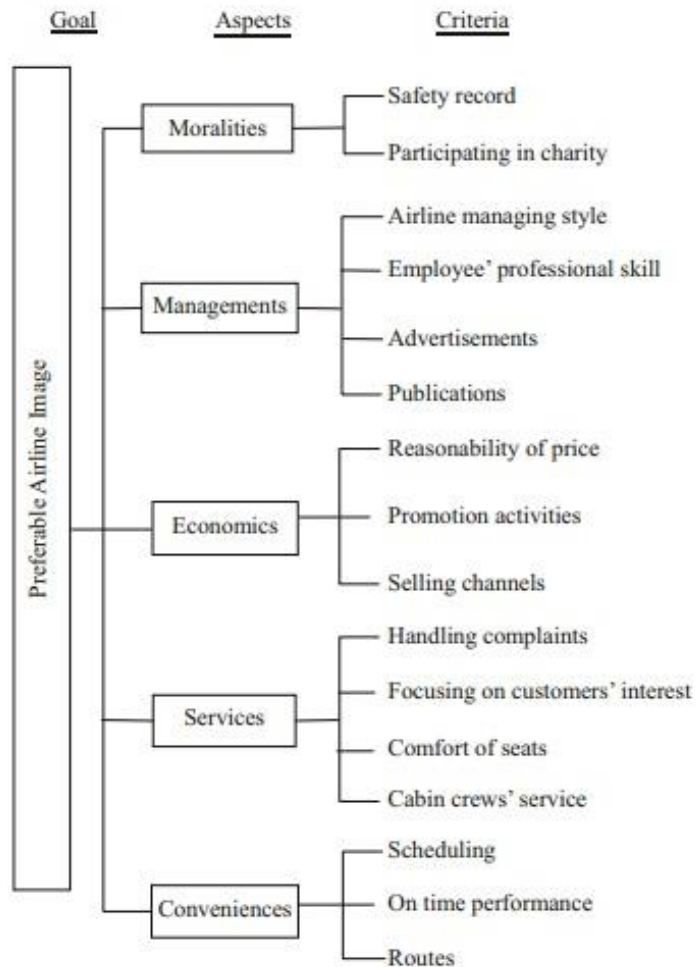 Goal Aspects Criteria
Preferable Airline Image
Moralities
Safety record
Participating in charity
Managements
Airline managing style
Employee’ professional skill
Advertisements
Publications
Economics
Reasonability of price
Promotion activities
Selling channels
Services
Handling complaints
Focusing on customers’ interest
Comfort of seats
Cabin crews’ service
Conveniences
Scheduling
On time performance
Routes